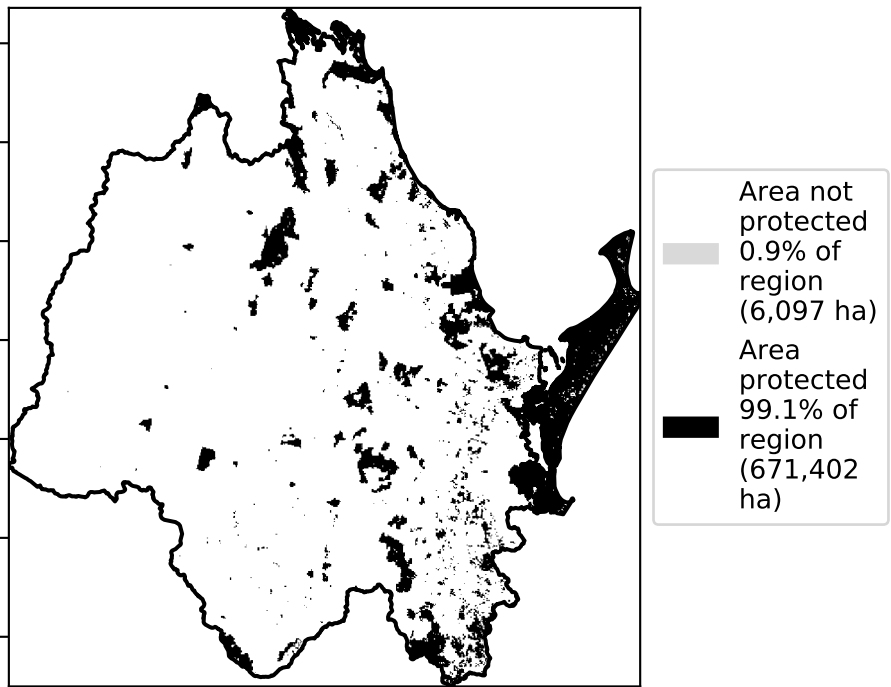 Area not
protected
0.9% of
region
(6,097 ha)
Area
protected
99.1% of
region
(671,402
ha)